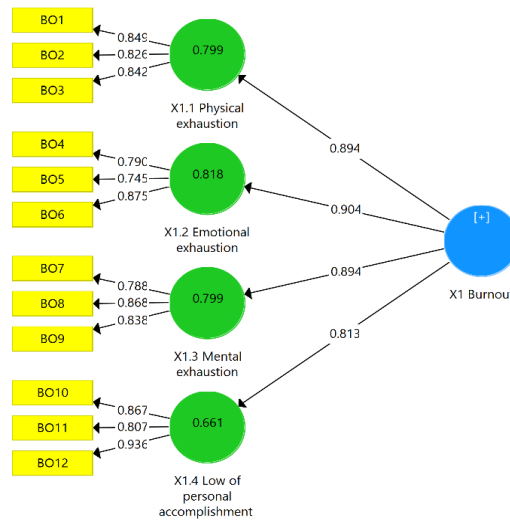 BO1
0.849
BO2
0.826
0.799
BO3
0.842
X1.1 Physical
exhaustion
0.894
BO4
0.790
BO5
0.745
0.818
BO6
0.875
X1.2 Emotional
exhaustion
0.904
[+]
X1 Burnou
BO7
0.788
BO8
0.868
0.799
BO9
0.838
X1.3 Mental
exhaustion
0.894
0.813
BO10
0.867
BO11
0.807
0.661
BO12
0.936
X1.4 Low of
personal
accomplishment